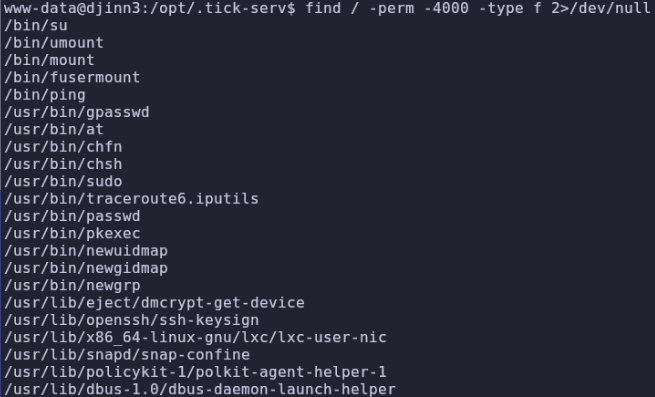 www-data@djinn3:/opt/.tick-serv$ find / -perm -4000 -type f 2>/dev/null
/bin/su
/bin/umount
/bin/mount
/bin/fusermount
/bin/ping
/usr/bin/gpasswd
/usr/bin/at
/usr/bin/chfn
/usr/bin/chsh
/usr/bin/sudo
/usr/bin/traceroute6.iputils
/usr/bin/passwd
/usr/bin/pkexec
/usr/bin/newuidmap
/usr/bin/newgidmap
/usr/bin/newgrp
/usr/lib/eject/dmcrypt-get-device
/usr/lib/openssh/ssh-keysign
/usr/lib/x86_64-linux-gnu/lxc/lxc-user-nic
/usr/lib/snapd/snap-confine
/usr/lib/policykit-1/polkit-agent-helper-1
/usr/lib/dbus-1.0/dbus-daemon-launch-helper